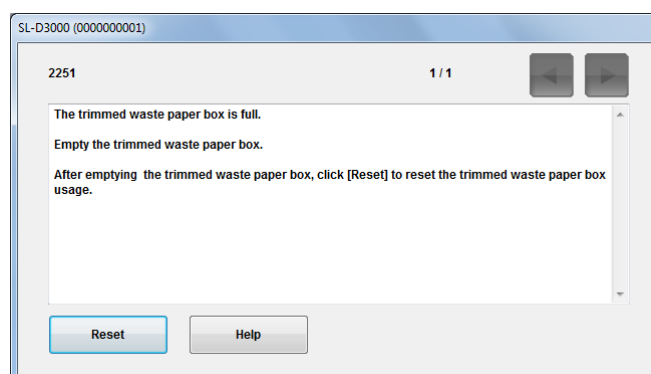 SL-D3000 (0000000001)
2251 1 / 1
The trimmed waste paper box is full.
Empty the trimmed waste paper box.
After emptying the trimmed waste paper box, click [Reset] to reset the trimmed waste paper box
usage.
Reset Help